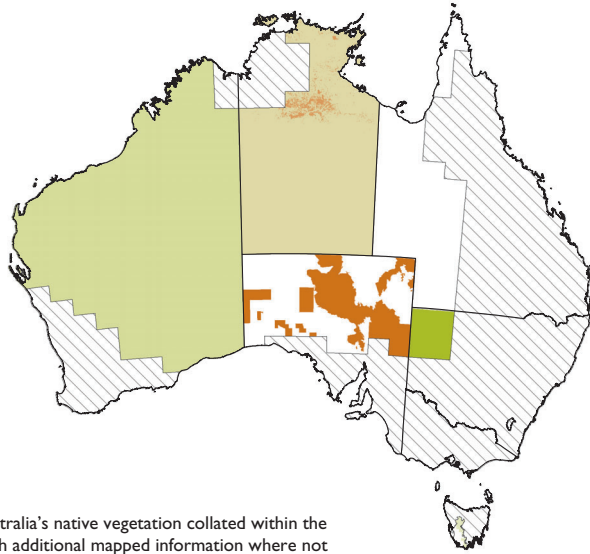 tralia's native vegetation collated within the
h additional mapped information where not